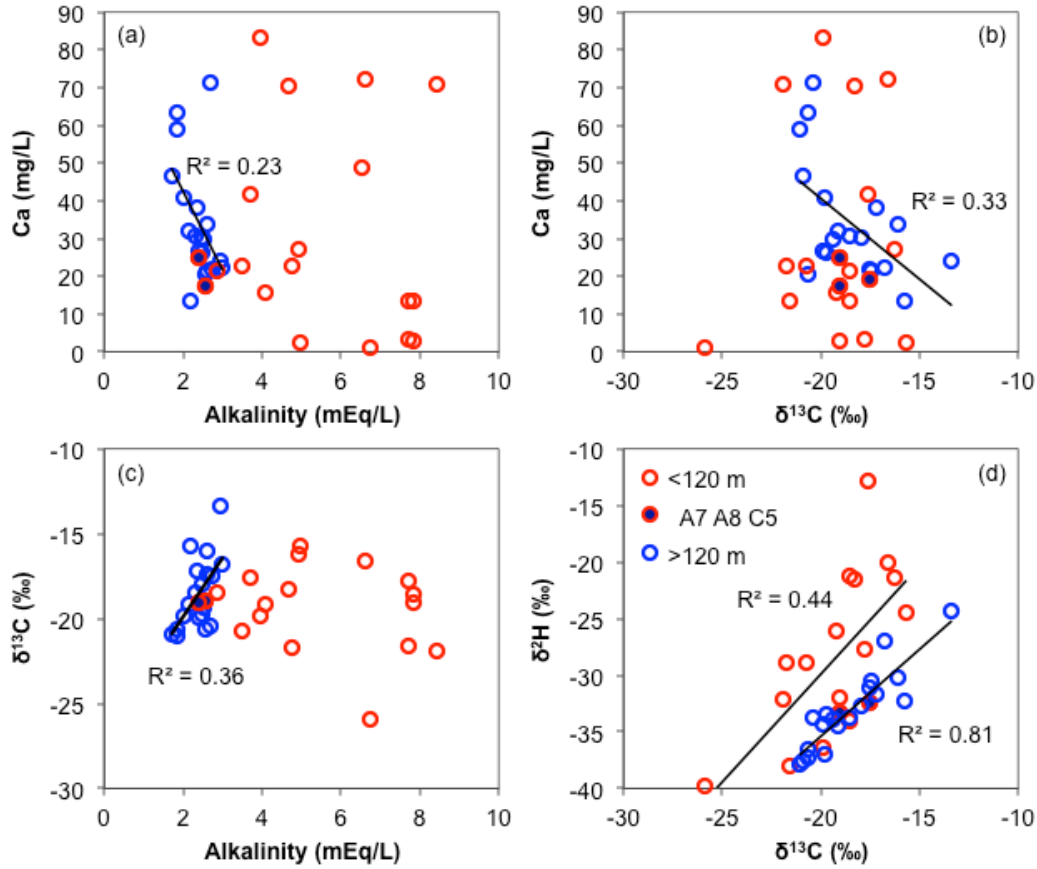 90
80
70
60
50
40
30
20
10
0
Ca (mg/L)
(a)
R² = 0.23
0 2 4 6 8 10
Alkalinity (mEq/L)
90
80
70
60
50
40
30
20
10
0
Ca (mg/L)
(b)
R² = 0.33
-30 -25 -20 -15 -10
δ¹³C (‰)
-10
-15
-20
-25
-30
δ¹³C (‰)
(c)
R² = 0.36
0 2 4 6 8 10
Alkalinity (mEq/L)
-10
-15
-20
-25
-30
-35
-40
δ²H (‰)
(d)
<120 m
A7 A8 C5
>120 m
R² = 0.44
R² = 0.81
-30 -25 -20 -15 -10
δ¹³C (‰)